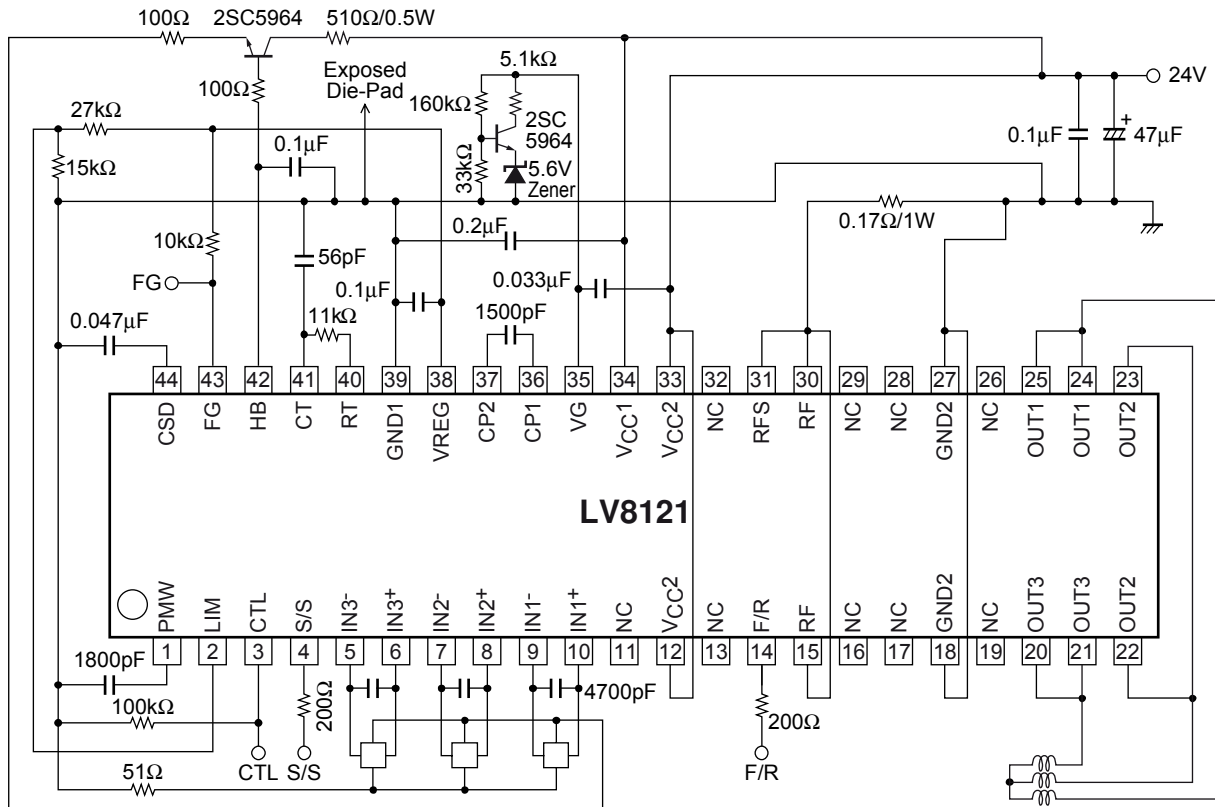 100Ω 2SC5964 510Ω/0.5W
Exposed
Die-Pad
5.1kΩ
24V
100Ω
160kΩ
2SC
5964
27kΩ
0.1μF
0.1μF
+
47μF
15kΩ
33kΩ
5.6V
Zener
0.17Ω/1W
0.2μF
10kΩ
56pF
FG
0.033μF
0.1μF
1500pF
0.047μF
11kΩ
44 43 42 41 40 39 38 37 36 35 34 33 32 31 30 29 28 27 26 25 24 23
CSD FG HB CT RT GND1 VREG CP2 CP1 VG VCC1 VCC2 NC RFS RF NC NC GND2 NC OUT1 OUT1 OUT2
LV8121
PMW LIM CTL S/S IN3- IN3+ IN2- IN2+ IN1- IN1+ NC VCC2 NC F/R RF NC NC GND2 NC OUT3 OUT3 OUT2
1 2 3 4 5 6 7 8 9 10 11 12 13 14 15 16 17 18 19 20 21 22
1800pF
4700pF
100kΩ
200Ω
200Ω
51Ω
CTL S/S
F/R